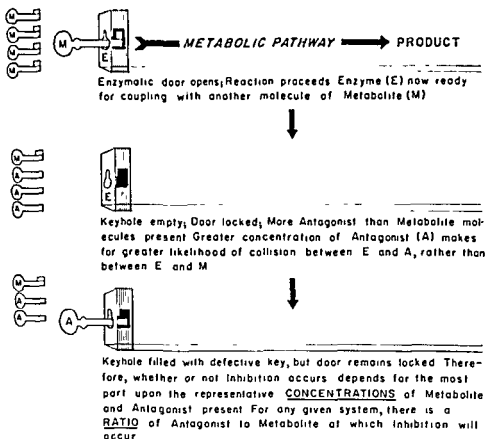 M
E
METABOLIC PATHWAY
PRODUCT
Enzymatic door opens; Reaction proceeds Enzyme (E) now ready
for coupling with another molecule of Metabolite (M)
M
A
A
A
E
Keyhole empty; Door locked; More Antagonist than Metabolite mol-
ecules present Greater concentration of Antagonist (A) makes
for greater likelihood of collision between E and A, rather than
between E and M
M
A
A
A
Keyhole filled with defective key, but door remains locked There-
fore, whether or not Inhibition occurs depends for the most
part upon the representative CONCENTRATIONS of Metabolite
and Antagonist present For any given system, there is a
RATIO of Antagonist to Metabolite at which Inhibition will
occur